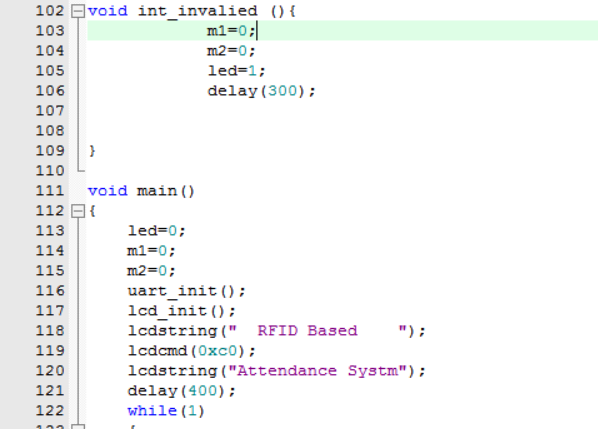 102 void int_invalied (){
103 m1=0;
104 m2=0;
105 led=1;
106 delay(300);
107
108
109 }
110
111 void main()
112 {
113 led=0;
114 m1=0;
115 m2=0;
116 uart_init();
117 lcd_init();
118 lcdstring("  RFID Based    ");
119 lcdcmd(0xc0);
120 lcdstring("Attendance Systm");
121 delay(400);
122 while(1)